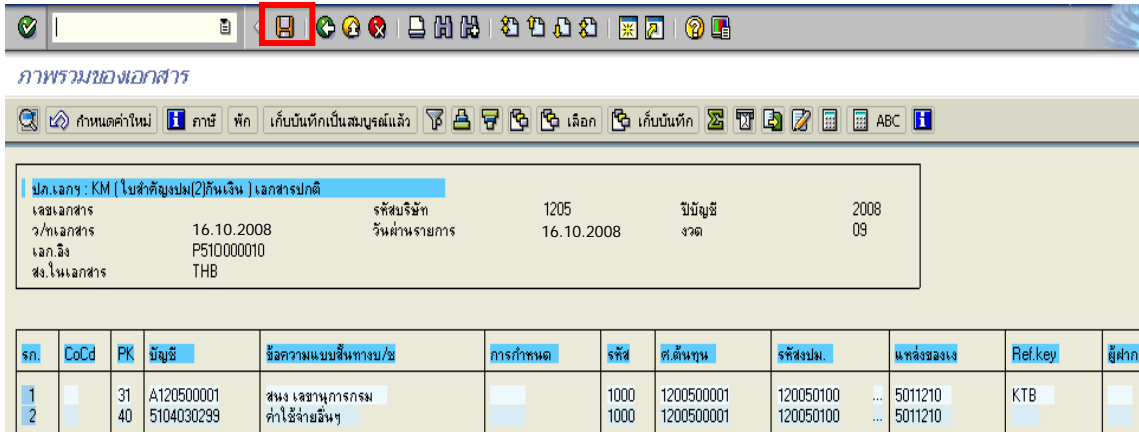 ภาพรวมของเอกสาร
กำหนดค่าใหม่ ภาษี พัก เก็บบันทึกเป็นสมบูรณ์แล้ว เลือก เก็บบันทึก ABC
ปภ.เอกฯ : KM ( ใบสำคัญงปม(2)กันเงิน ) เอกสารปกติ
เลขเอกสาร รหัสบริษัท 1205 ปีบัญชี 2008
ว/ทเอกสาร 16.10.2008 วันผ่านรายการ 16.10.2008 งวด 09
เอก.อิง P510000010
สง.ในเอกสาร THB
รก. CoCd PK บัญชี ข้อความแบบสั้นทางบ/ช การกำหนด รหัส ศ.ต้นทุน รหัสงปม. แหล่งของเง Ref.key ผู้ฝาก
1 31 A120500001 สนง เลขานุการกรม 1000 1200500001 120050100 ... 5011210 KTB
2 40 5104030299 ค่าใช้จ่ายอื่นๆ 1000 1200500001 120050100 ... 5011210